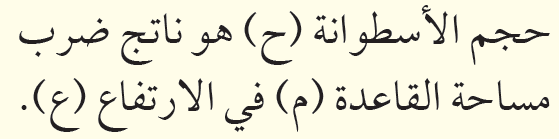 حجم الأسطوانة (ح) هو ناتج ضرب
مساحة القاعدة (م) في الارتفاع (ع).